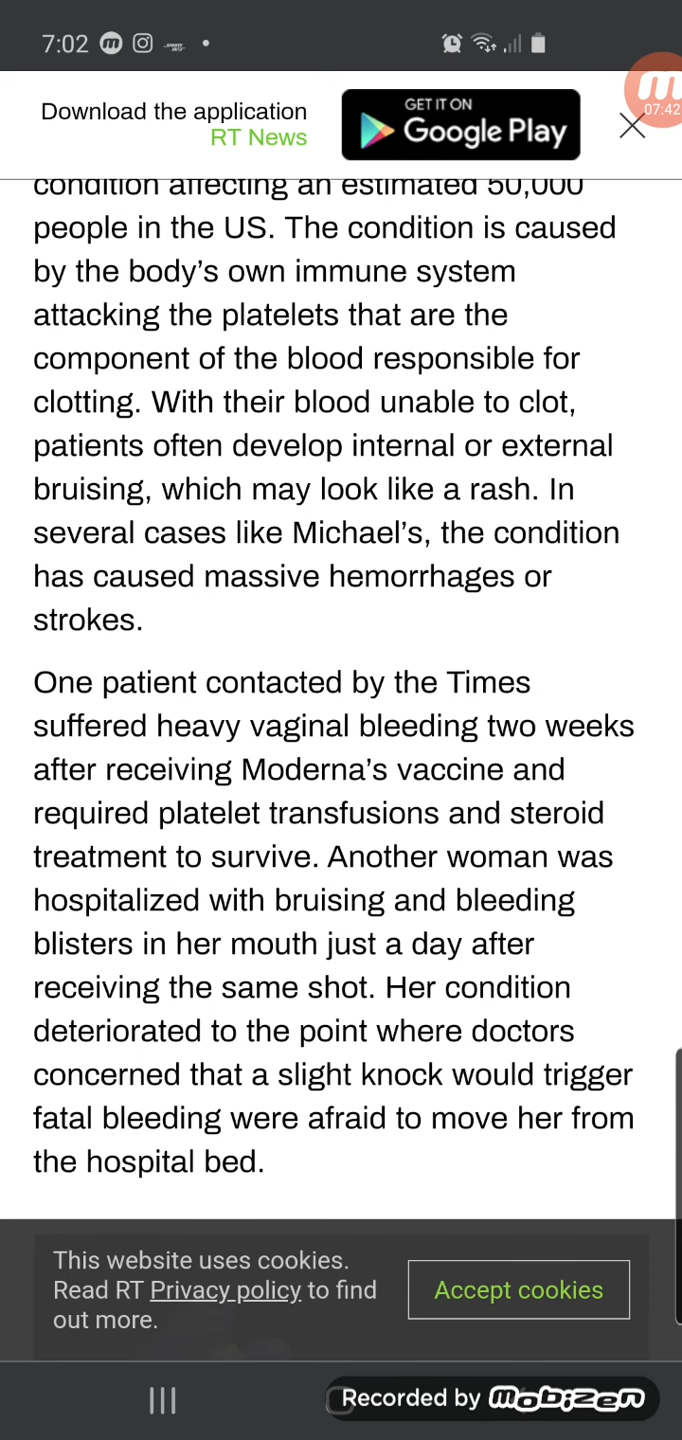 7:02
Download the application
RT News
GET IT ON
Google Play
07:42
condition affecting an estimated 50,000
people in the US. The condition is caused
by the body’s own immune system
attacking the platelets that are the
component of the blood responsible for
clotting. With their blood unable to clot,
patients often develop internal or external
bruising, which may look like a rash. In
several cases like Michael’s, the condition
has caused massive hemorrhages or
strokes.
One patient contacted by the Times
suffered heavy vaginal bleeding two weeks
after receiving Moderna’s vaccine and
required platelet transfusions and steroid
treatment to survive. Another woman was
hospitalized with bruising and bleeding
blisters in her mouth just a day after
receiving the same shot. Her condition
deteriorated to the point where doctors
concerned that a slight knock would trigger
fatal bleeding were afraid to move her from
the hospital bed.
This website uses cookies.
Read RT Privacy policy to find
out more.
Accept cookies
Recorded by mobizen